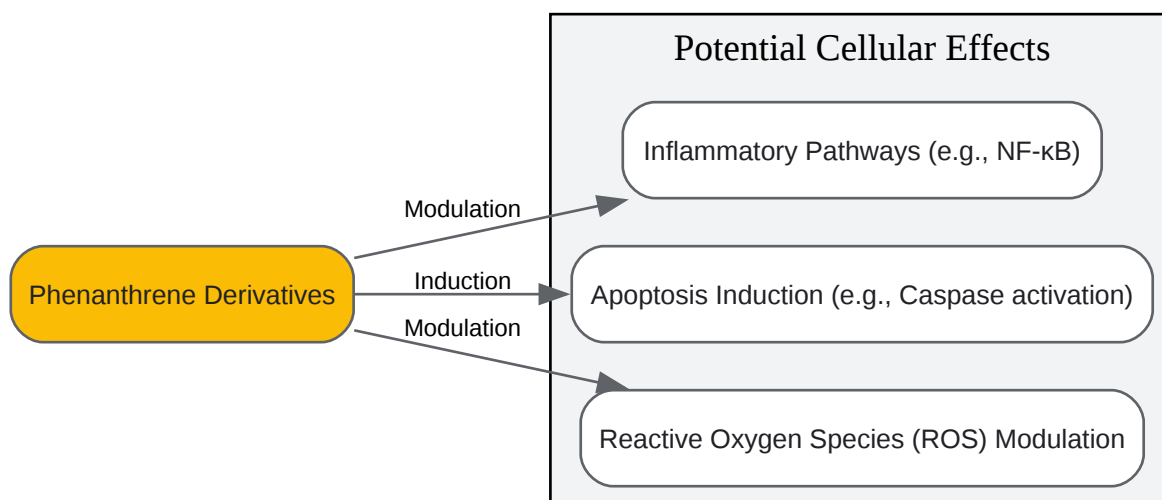 Potential Cellular Effects
Inflammatory Pathways (e.g., NF-κB)
Modulation
Phenanthrene Derivatives
Induction
Apoptosis Induction (e.g., Caspase activation)
Modulation
Reactive Oxygen Species (ROS) Modulation